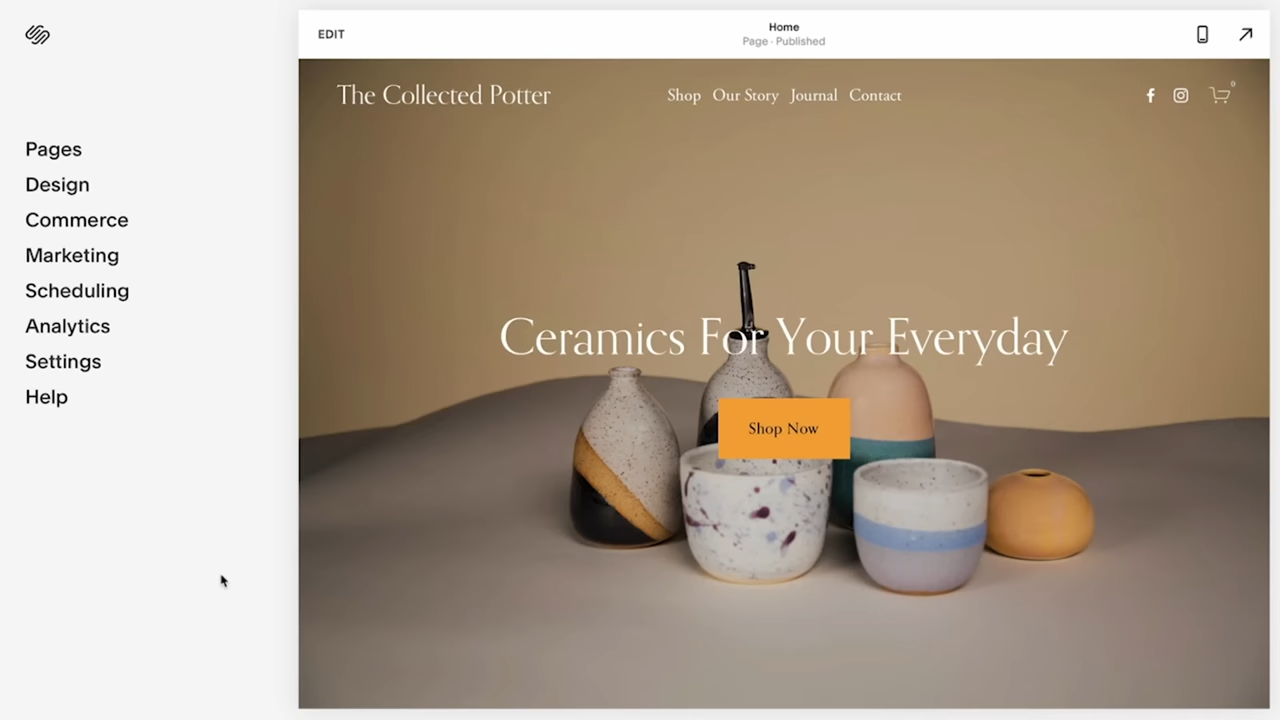 EDIT
Home
Page · Published
The Collected Potter
Shop Our Story Journal Contact
0
Pages
Design
Commerce
Marketing
Scheduling
Analytics
Settings
Help
Ceramics For Your Everyday
Shop Now